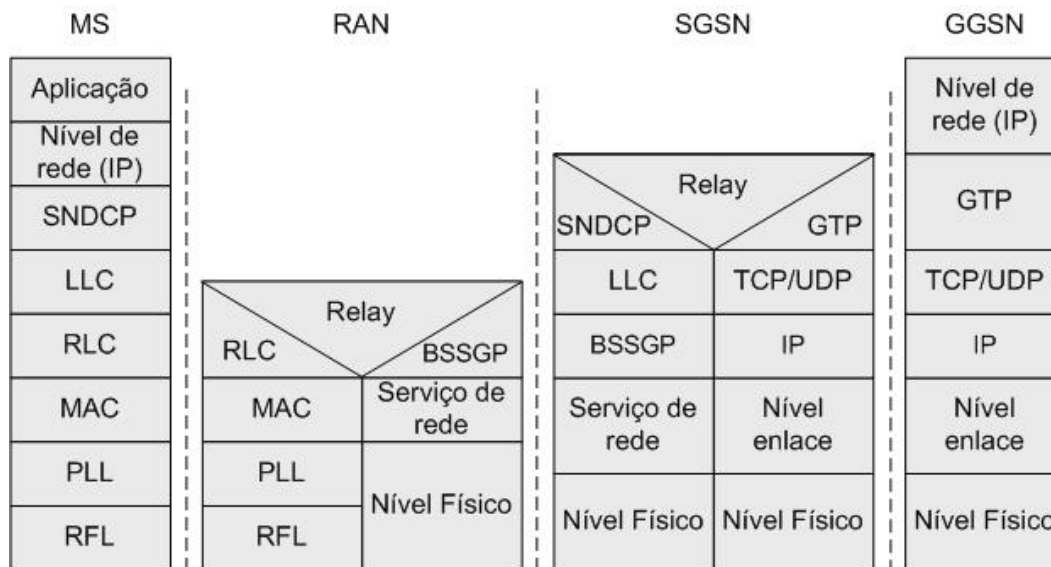 MS
RAN
SGSN
GGSN
Aplicação
Nível de
rede (IP)
SNDCP
LLC
RLC
MAC
PLL
RFL
Relay
RLC
BSSGP
MAC
Serviço de
rede
PLL
Nível Físico
RFL
Relay
SNDCP
GTP
LLC
TCP/UDP
BSSGP
IP
Serviço de
rede
Nível
enlace
Nível Físico
Nível Físico
Nível de
rede (IP)
GTP
TCP/UDP
IP
Nível
enlace
Nível Físico